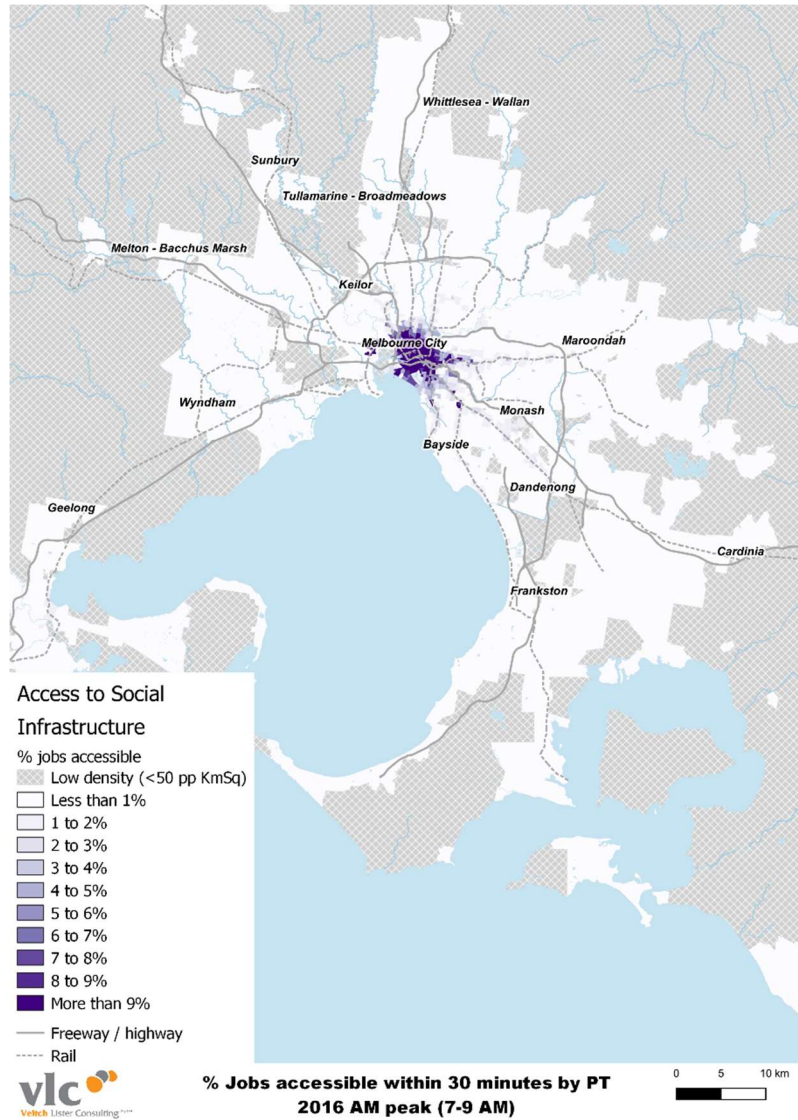 Whittlesea - Wallan
Sunbury
Tullamarine - Broadmeadows
Melton - Bacchus Marsh
Keilor
Melbourne City
Maroondah
Wyndham
Monash
Bayside
Dandenong
Geelong
Cardinia
Frankston
Access to Social
Infrastructure
% jobs accessible
Low density (<50 pp KmSq)
Less than 1%
1 to 2%
2 to 3%
3 to 4%
4 to 5%
5 to 6%
6 to 7%
7 to 8%
8 to 9%
More than 9%
Freeway / highway
Rail
vlc
Veitch Lister Consulting
% Jobs accessible within 30 minutes by PT
2016 AM peak (7-9 AM)
0 5 10 km